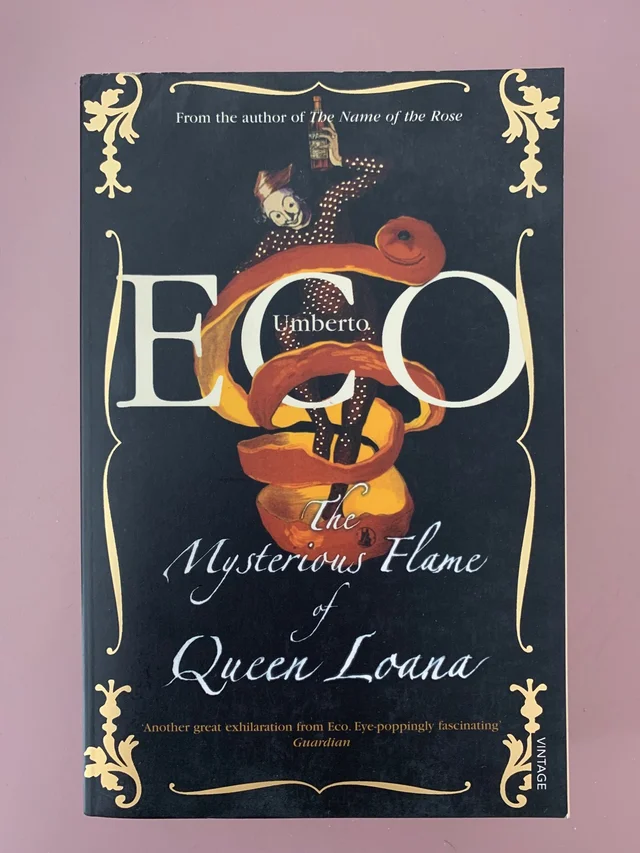 From the author of The Name of the Rose
ECO
Umberto
The
Mysterious Flame
of
Queen Loana
'Another great exhilaration from Eco. Eye-poppingly fascinating'
Guardian
VINTAGE